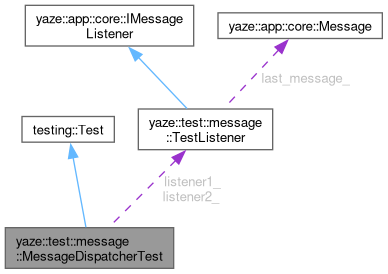 yaze::app::core::IMessage
Listener
yaze::app::core::Message
last_message_
testing::Test
yaze::test::message
::TestListener
listener1_
listener2_
yaze::test::message
::MessageDispatcherTest